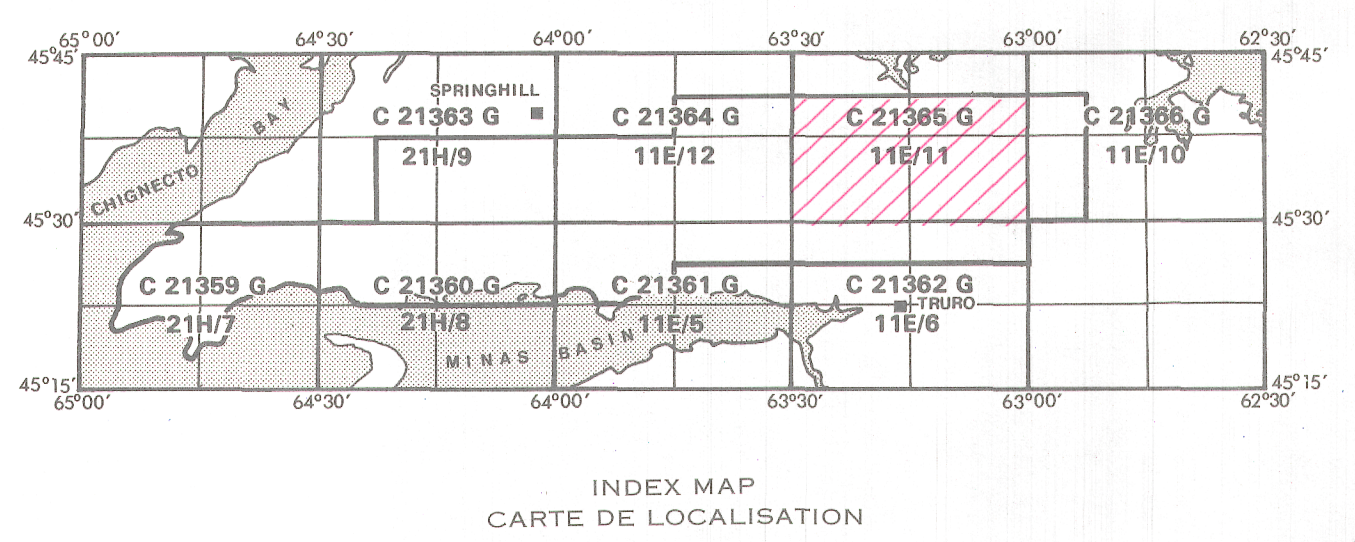 65°00′ 64°30′ 64°00′ 63°30′ 63°00′ 62°30′
45°45′ 45°45′
SPRINGHILL
BAY
C 21363 G C 21364 G C 21365 G C 21366 G
21H/9 11E/12 11E/11 11E/10
CHIGNECTO
45°30′ 45°30′
C 21359 G C 21360 G C 21361 G C 21362 G
TRURO
21H/7 21H/8 11E/5 11E/6
MINAS BASIN
45°15′ 45°15′
65°00′ 64°30′ 64°00′ 63°30′ 63°00′ 62°30′
INDEX MAP
CARTE DE LOCALISATION